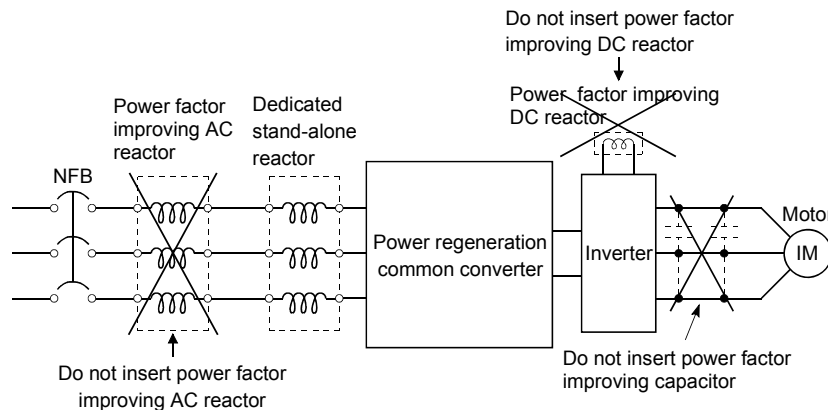 Do not insert power factor
improving DC reactor
Power factor improving
DC reactor
Power factor
improving AC
reactor
Dedicated
stand-alone
reactor
NFB
Power regeneration
common converter
Inverter
Motor
IM
Do not insert power factor
improving AC reactor
Do not insert power factor
improving capacitor